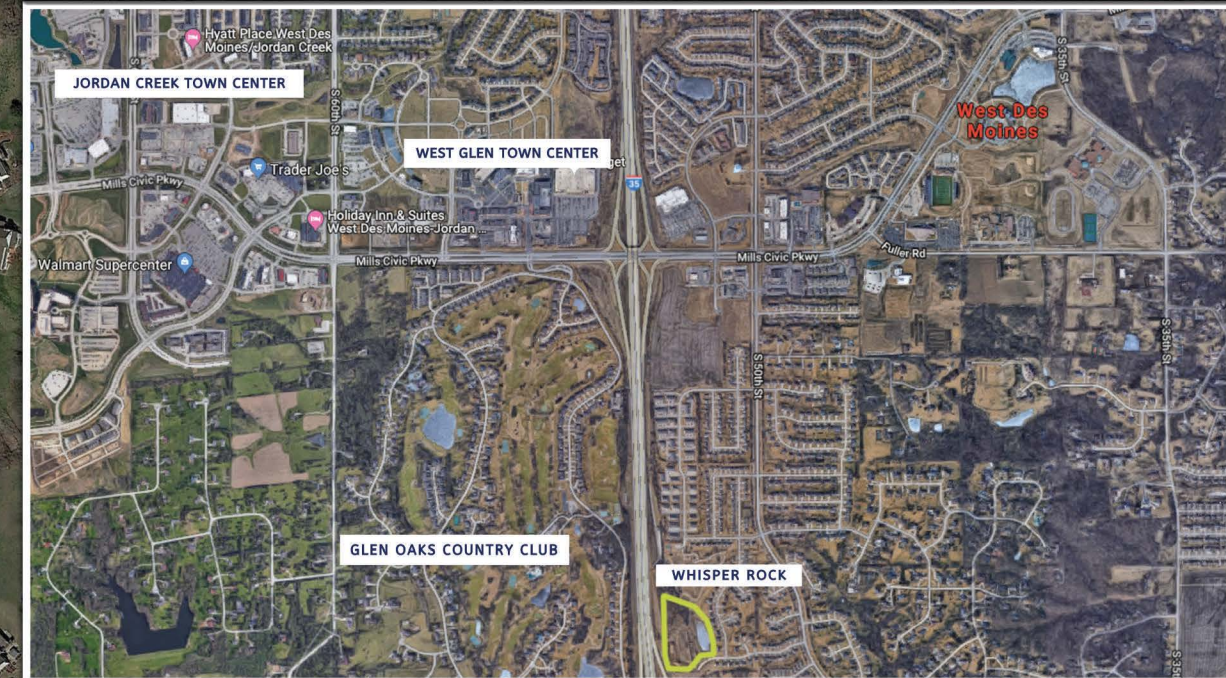 Hyatt Place West Des
Moines/Jordan Creek
JORDAN CREEK TOWN CENTER
S 60th St
S 35th St
West Des
Moines
WEST GLEN TOWN CENTER
get
Trader Joe's
Mills Civic Pkwy
35
Holiday Inn & Suites
West Des Moines-Jordan ...
Walmart Supercenter
Mills Civic Pkwy
Mills Civic Pkwy
Fuller Rd
S 50th St
S 35th St
GLEN OAKS COUNTRY CLUB
WHISPER ROCK